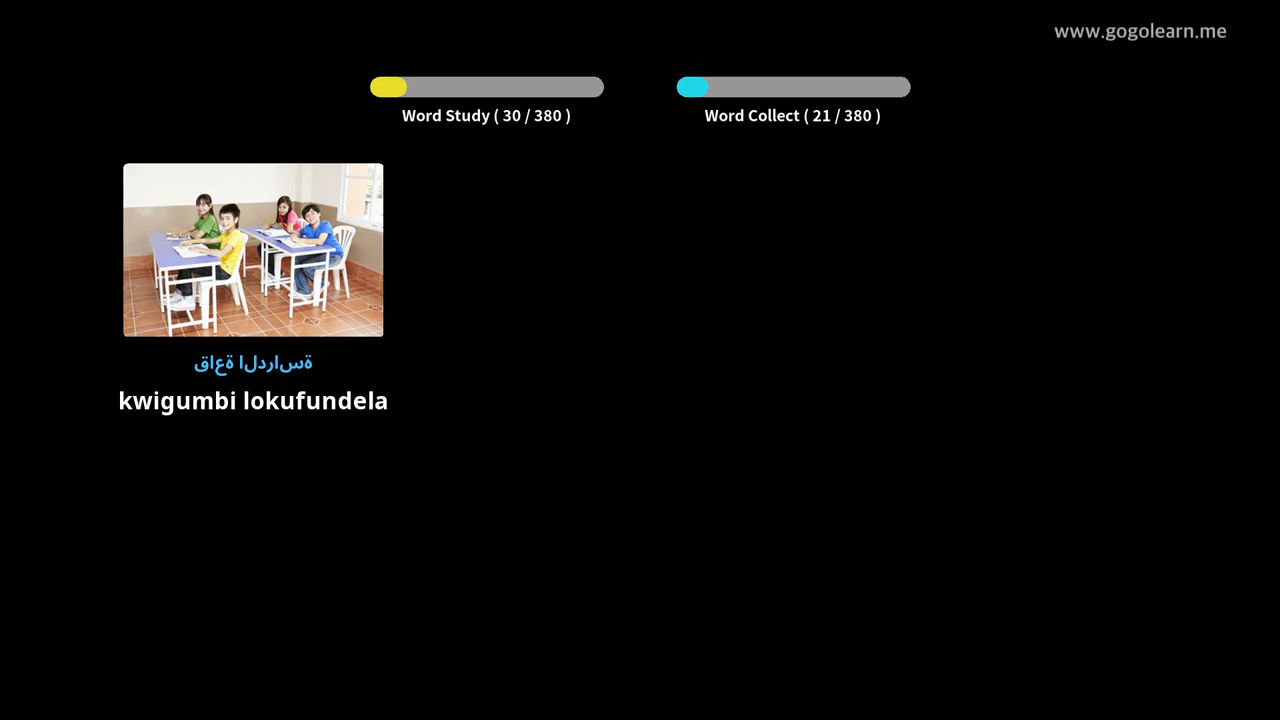 www.gogolearn.me
Word Study ( 30 / 380 )
Word Collect ( 21 / 380 )
قاعة الدراسة
kwigumbi lokufundela